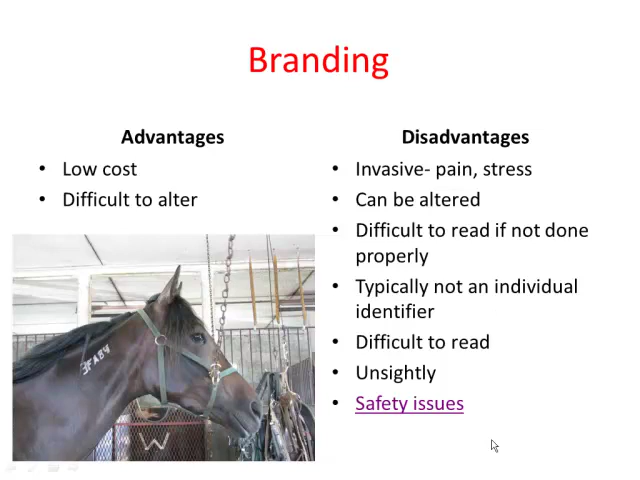 Branding
Advantages
• Low cost
• Difficult to alter
Disadvantages
• Invasive- pain, stress
• Can be altered
• Difficult to read if not done
properly
• Typically not an individual
identifier
• Difficult to read
• Unsightly
• Safety issues
W